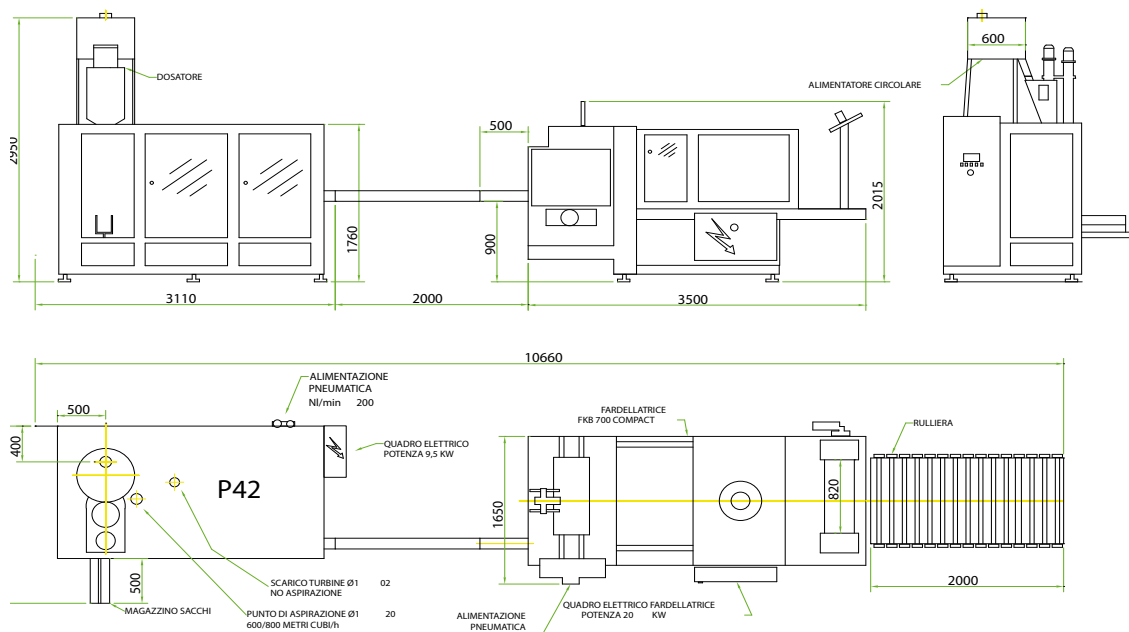 DOSATORE
2950
500
1760
900
2015
600
ALIMENTATORE CIRCOLARE
3110
2000
3500
10660
500
400
ALIMENTAZIONE
PNEUMATICA
Nl/min 200
QUADRO ELETTRICO
POTENZA 9,5 KW
P42
FARDELLATRICE
FKB 700 COMPACT
RULLIERA
1650
820
500
SCARICO TURBINE Ø1 02
NO ASPIRAZIONE
MAGAZZINO SACCHI
PUNTO DI ASPIRAZIONE Ø1 20
600/800 METRI CUBI/h
ALIMENTAZIONE
PNEUMATICA
QUADRO ELETTRICO FARDELLATRICE
POTENZA 20 KW
2000